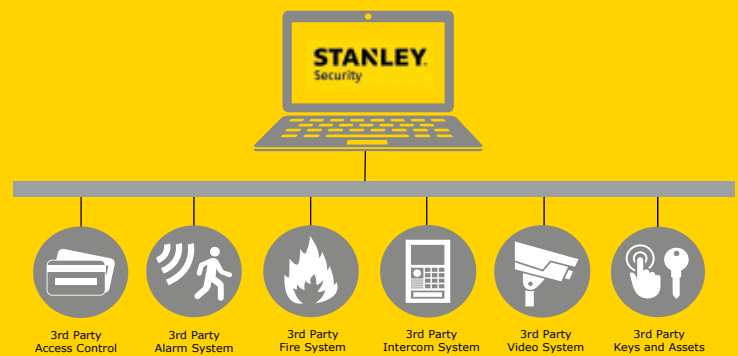 STANLEY.
Security
3rd Party
Access Control
3rd Party
Alarm System
3rd Party
Fire System
3rd Party
Intercom System
3rd Party
Video System
3rd Party
Keys and Assets